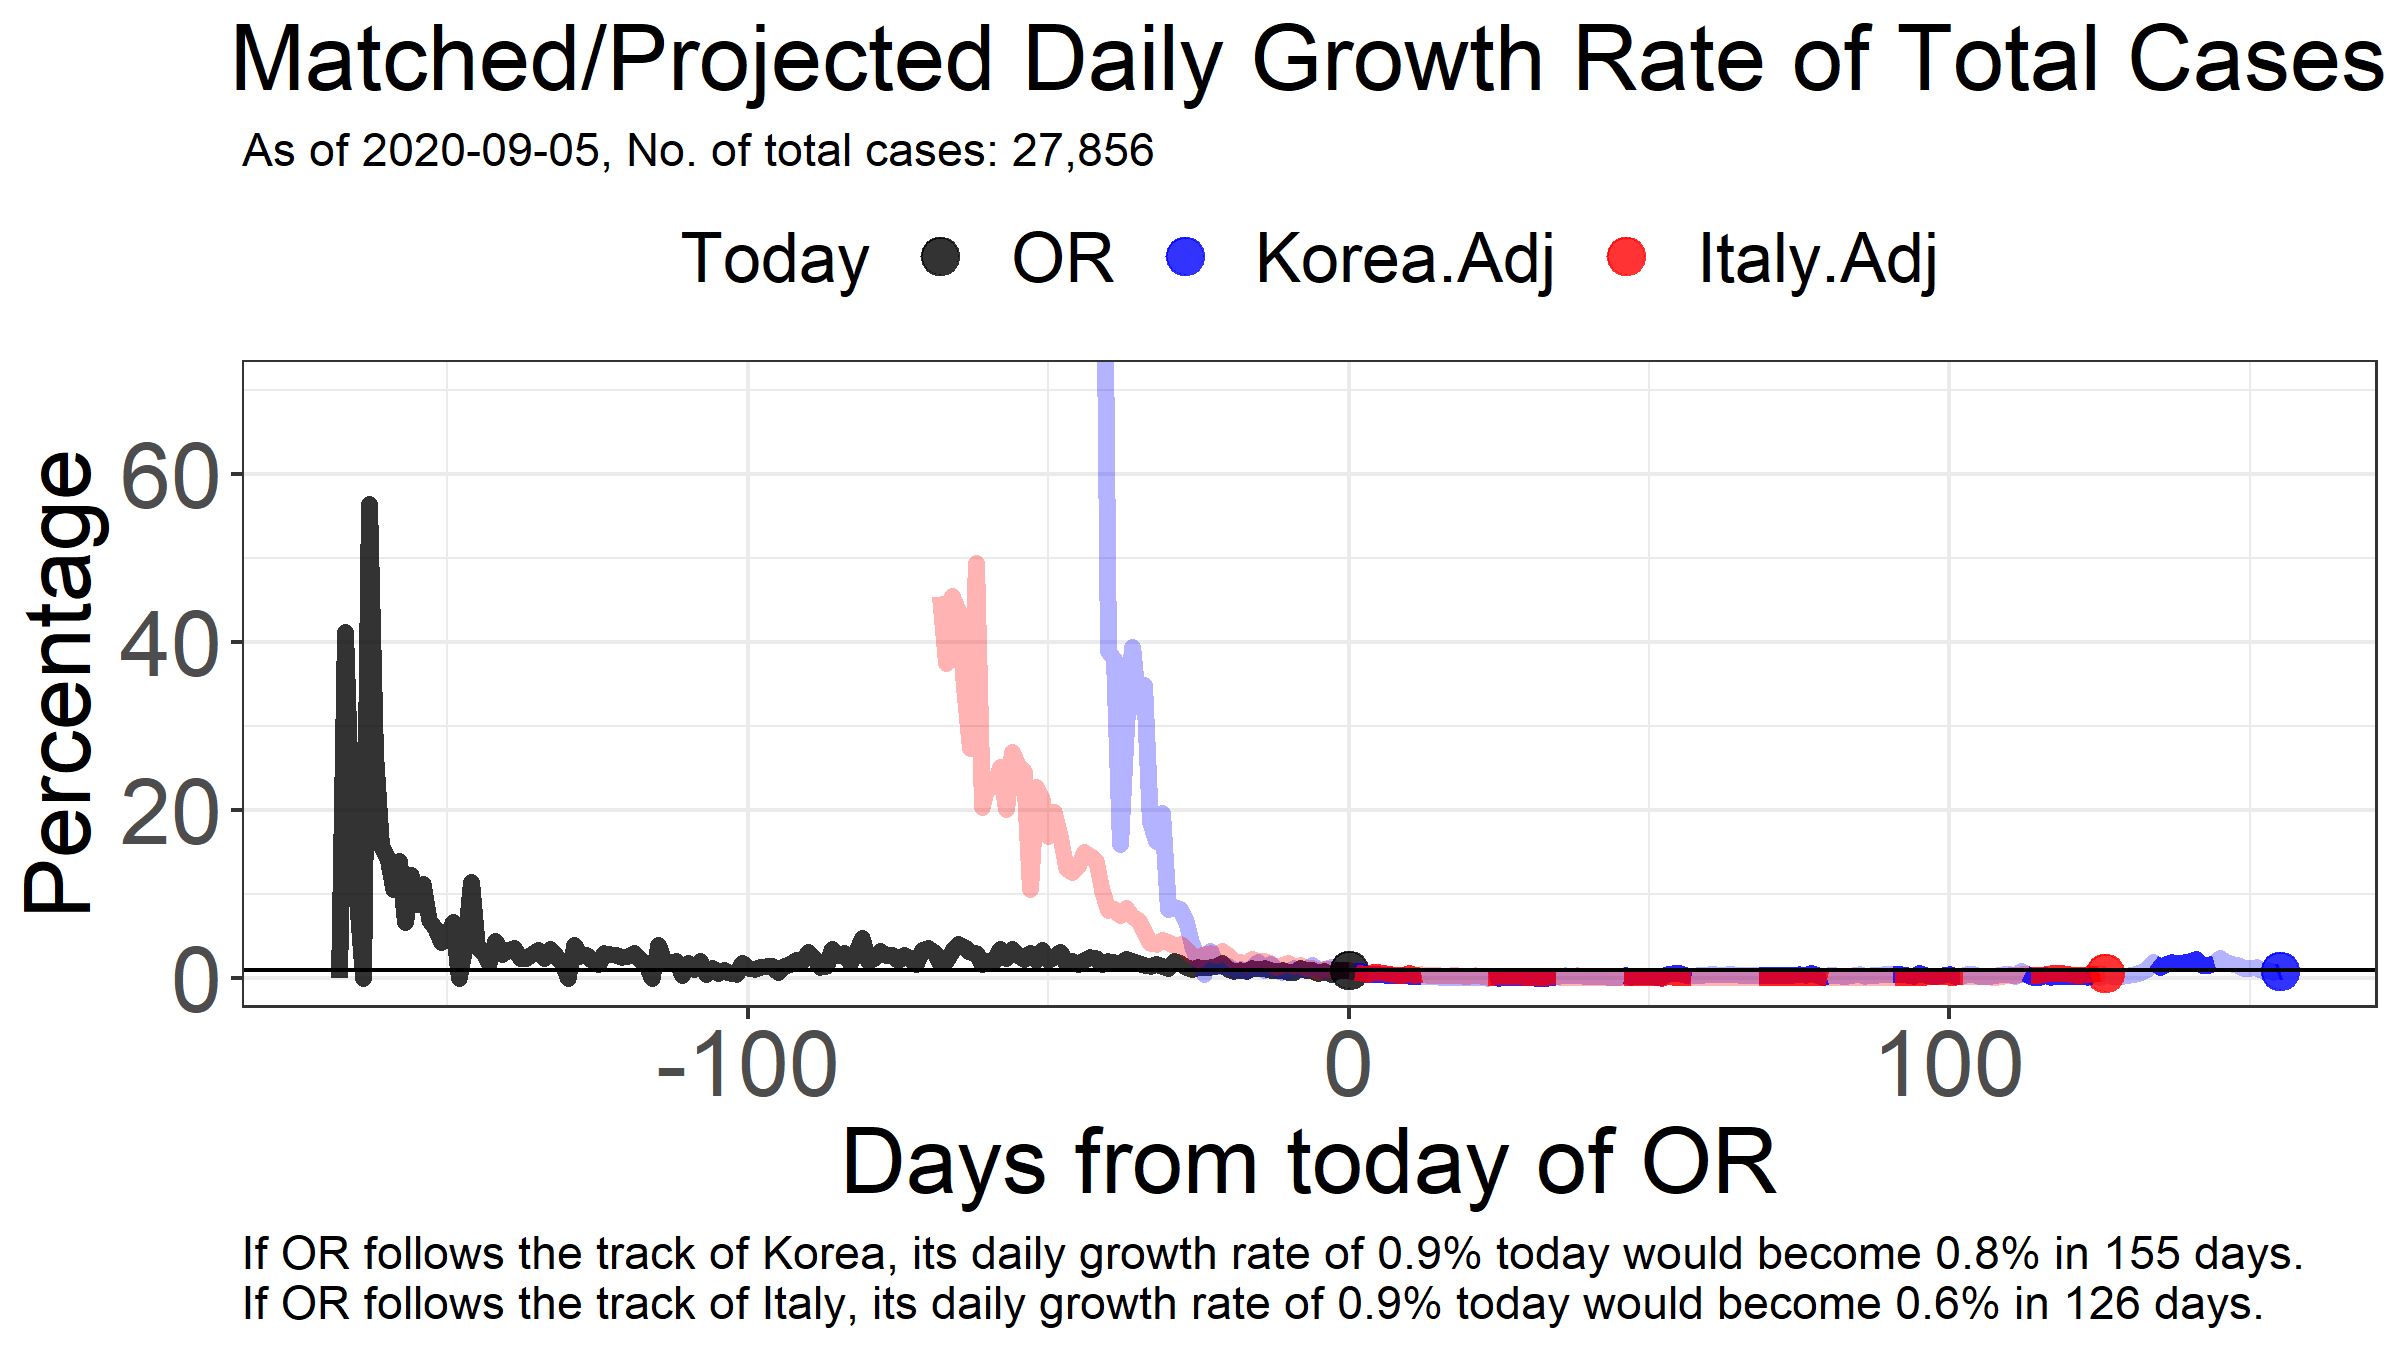 Matched/Projected Daily Growth Rate of Total Cases
As of 2020-09-05, No. of total cases: 27,856
Today OR Korea.Adj Italy.Adj
Percentage
60
40
20
0
-100 0 100
Days from today of OR
If OR follows the track of Korea, its daily growth rate of 0.9% today would become 0.8% in 155 days.
If OR follows the track of Italy, its daily growth rate of 0.9% today would become 0.6% in 126 days.